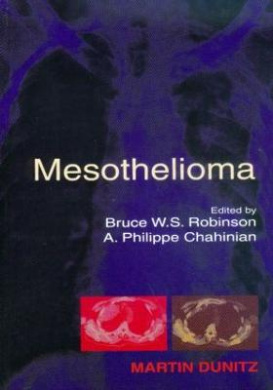 Mesothelioma
Edited by
Bruce W.S. Robinson
A. Philippe Chahinian
MARTIN DUNITZ